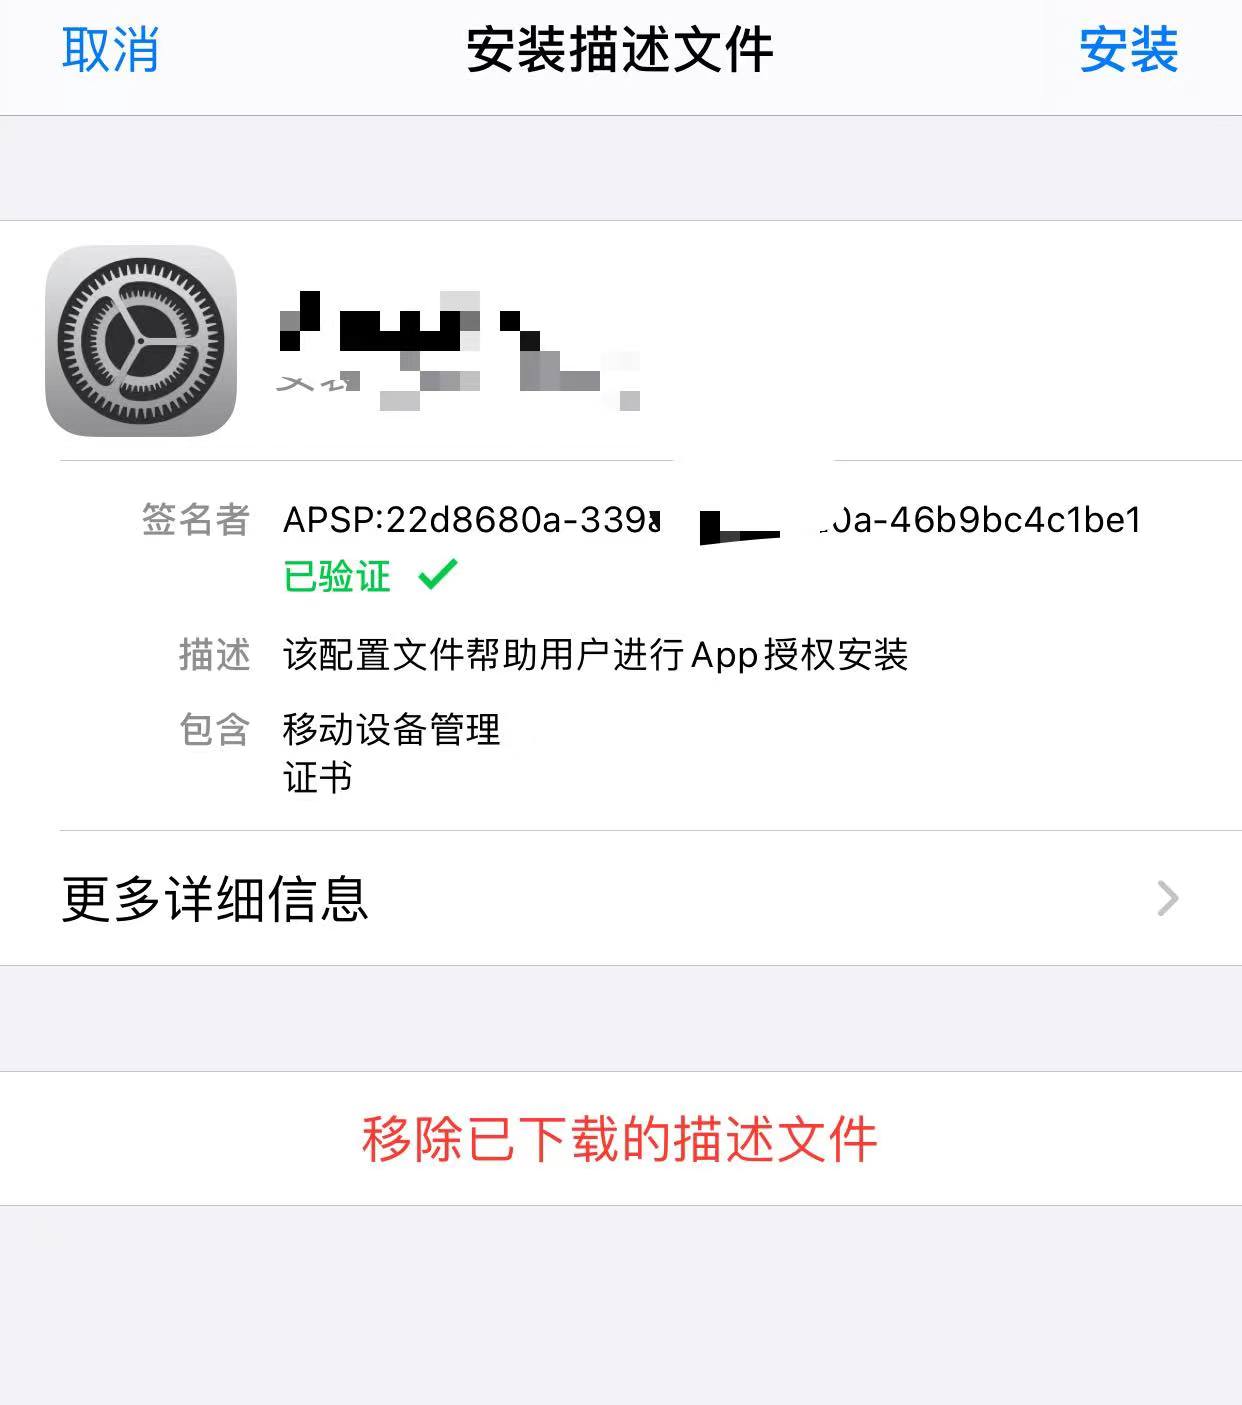 取消 安装描述文件 安装
签名者 APSP:22d8680a-339 0a-46b9bc4c1be1
已验证
描述 该配置文件帮助用户进行App授权安装
包含 移动设备管理
证书
更多详细信息
移除已下载的描述文件